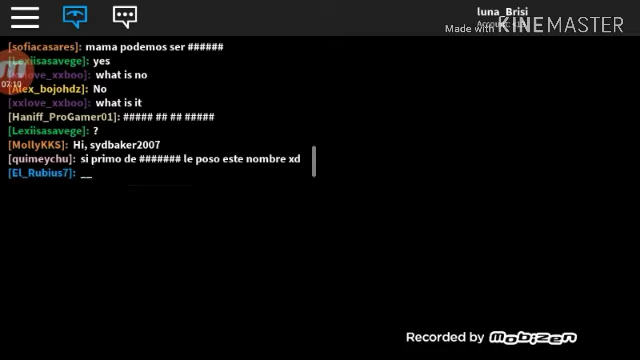 luna_Brisi
Made with KINEMASTER
[sofiacasares]: mama podemos ser ######
[Lexiisasavege]: yes
[xxlove_xxboo]: what is no
07:10
[Alex_bojohdz]: No
[xxlove_xxboo]: what is it
[Haniff_ProGamer01]: ##### ## ## #####
[Lexiisasavege]: ?
[MollyKKS]: Hi, sydbaker2007
[quimeychu]: si primo de ####### le poso este nombre xd
[El_Rubius7]: __
Recorded by mobizen